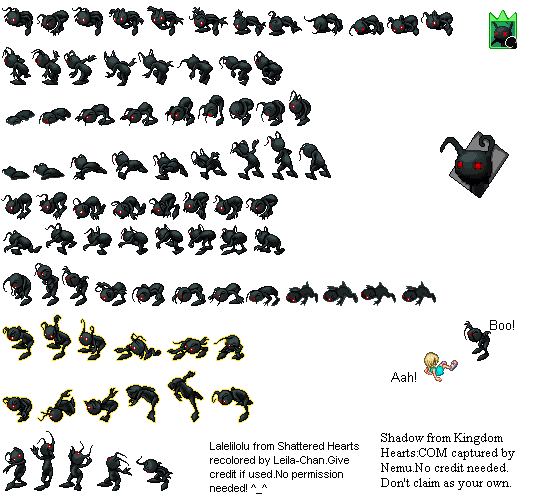 Boo!
Aah!
Lalelilolu from Shattered Hearts
recolored by Leila-Chan.Give
credit if used.No permission
needed! ^_^
Shadow from Kingdom
Hearts:COM captured by
Nemu.No credit needed.
Don't claim as your own.